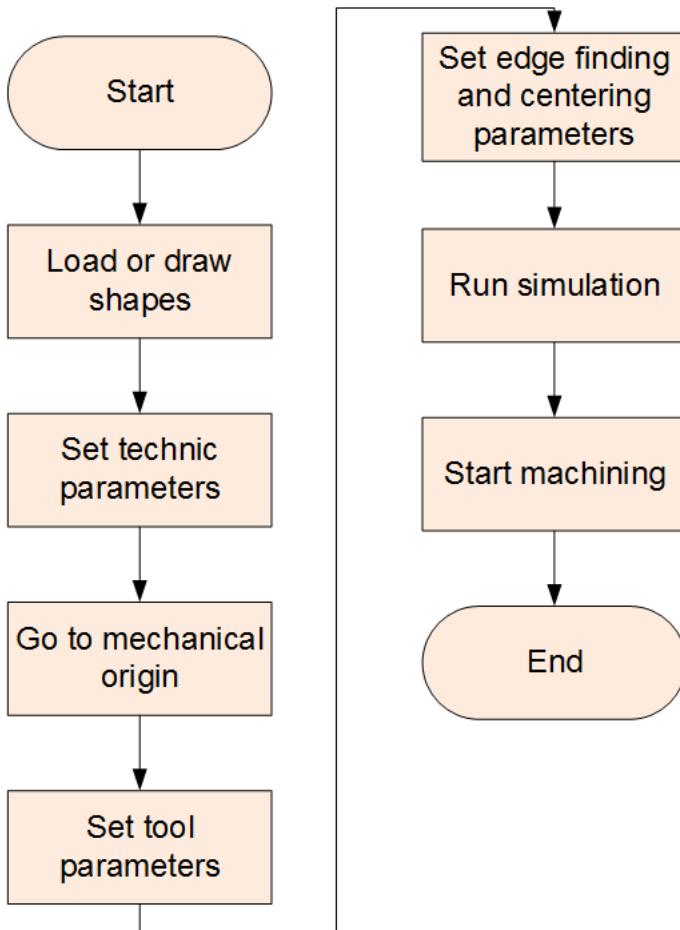 Start
Load or draw
shapes
Set technic
parameters
Go to mechanical
origin
Set tool
parameters
Set edge finding
and centering
parameters
Run simulation
Start machining
End